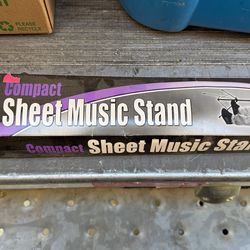 PLEASE
RECYCLE
Compact
Sheet Music Stand
Compact Sheet Music Sta